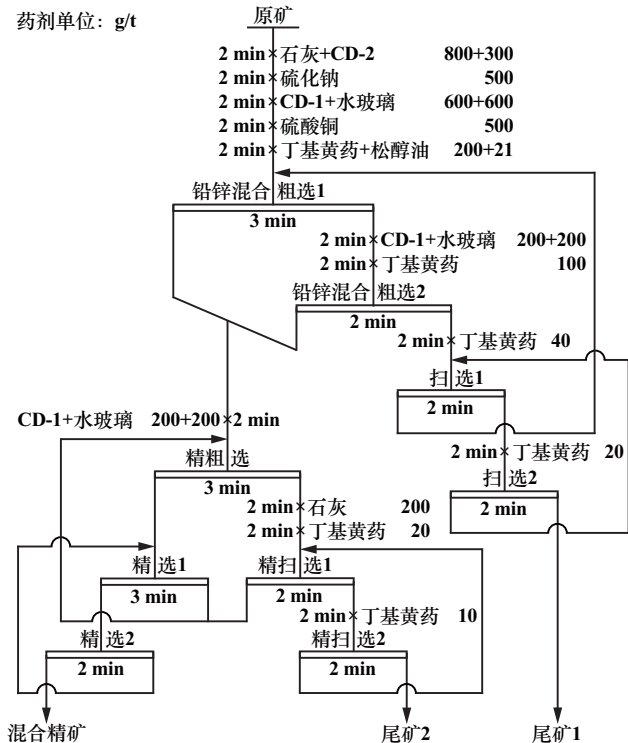 药剂单位：g/t
原矿
2 min×石灰+CD-2 800+300
2 min×硫化钠 500
2 min×CD-1+水玻璃 600+600
2 min×硫酸铜 500
2 min×丁基黄药+松醇油 200+21
铅锌混合 粗选1
3 min
2 min×CD-1+水玻璃 200+200
2 min×丁基黄药 100
铅锌混合 粗选2
2 min
2 min×丁基黄药 40
扫 选1
2 min
CD-1+水玻璃 200+200×2 min
2 min×丁基黄药 20
精粗 选
3 min
扫 选2
2 min
2 min×石灰 200
2 min×丁基黄药 20
精 选1
3 min
精扫 选1
2 min
2 min×丁基黄药 10
精 选2
2 min
精扫 选2
2 min
混合精矿
尾矿2
尾矿1